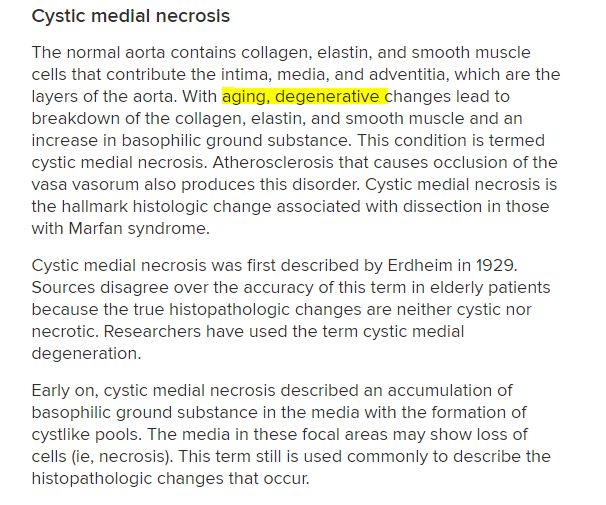 Cystic medial necrosis
The normal aorta contains collagen, elastin, and smooth muscle
cells that contribute the intima, media, and adventitia, which are the
layers of the aorta. With aging, degenerative changes lead to
breakdown of the collagen, elastin, and smooth muscle and an
increase in basophilic ground substance. This condition is termed
cystic medial necrosis. Atherosclerosis that causes occlusion of the
vasa vasorum also produces this disorder. Cystic medial necrosis is
the hallmark histologic change associated with dissection in those
with Marfan syndrome.
Cystic medial necrosis was first described by Erdheim in 1929.
Sources disagree over the accuracy of this term in elderly patients
because the true histopathologic changes are neither cystic nor
necrotic. Researchers have used the term cystic medial
degeneration.
Early on, cystic medial necrosis described an accumulation of
basophilic ground substance in the media with the formation of
cystlike pools. The media in these focal areas may show loss of
cells (ie, necrosis). This term still is used commonly to describe the
histopathologic changes that occur.